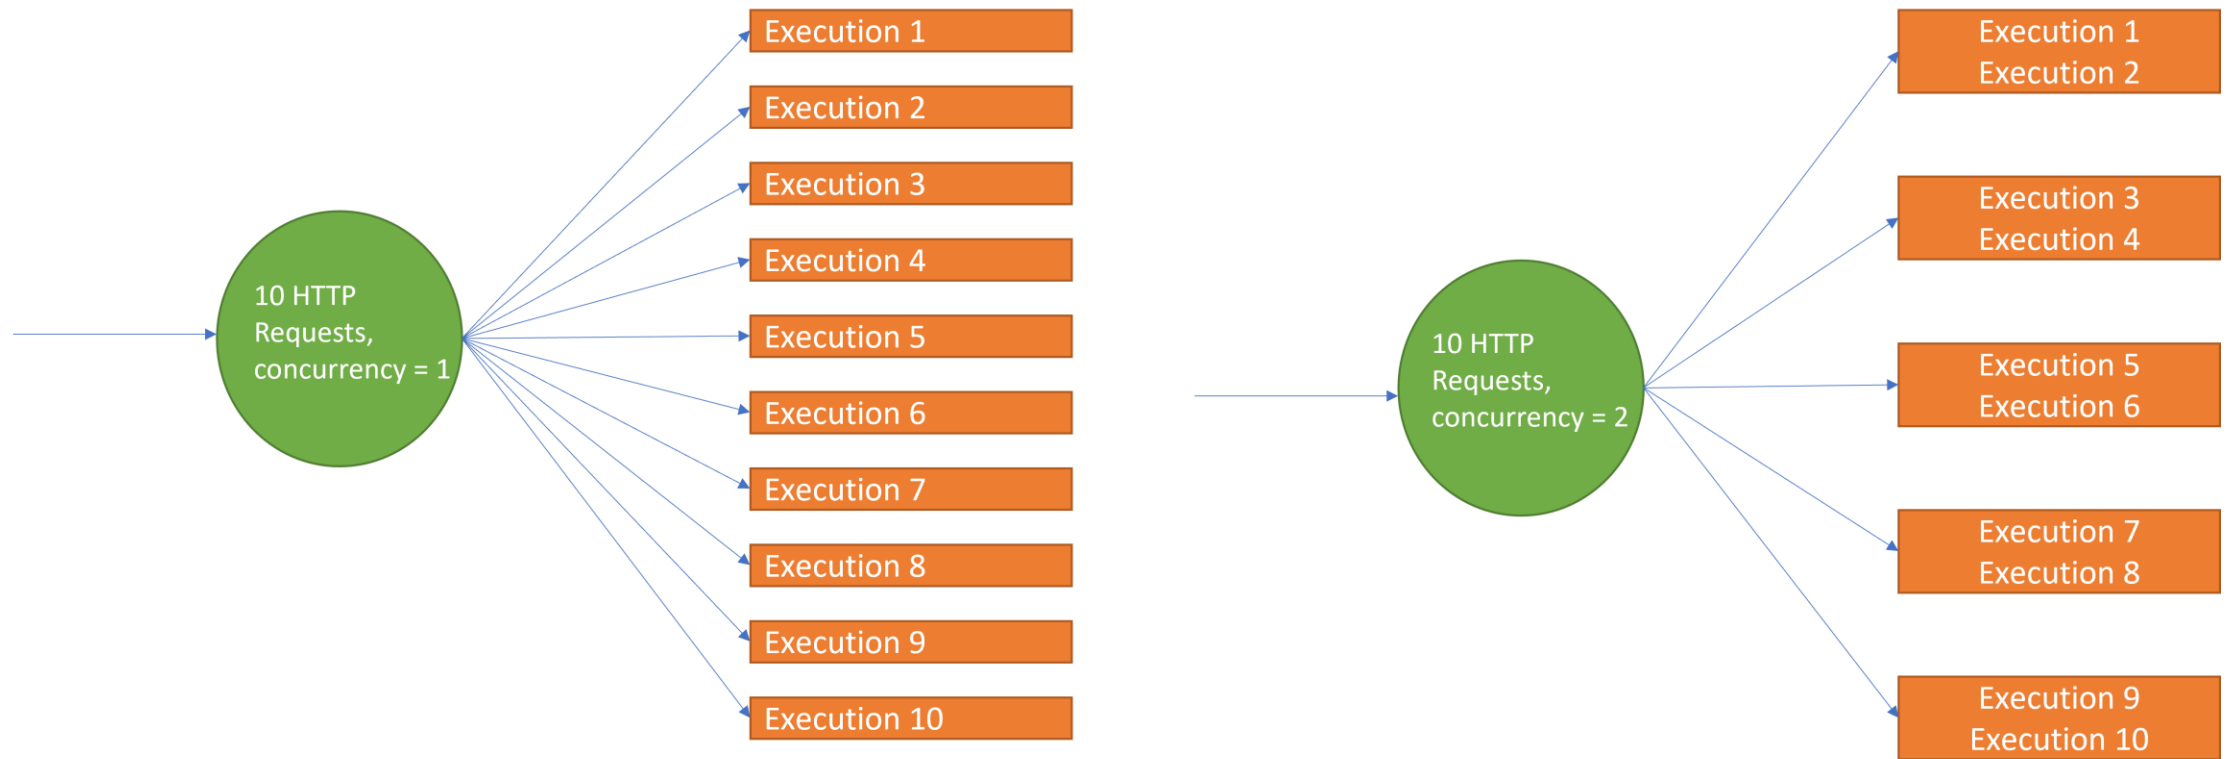 10 HTTP
Requests,
concurrency = 1
Execution 1
Execution 2
Execution 3
Execution 4
Execution 5
Execution 6
Execution 7
Execution 8
Execution 9
Execution 10
10 HTTP
Requests,
concurrency = 2
Execution 1
Execution 2
Execution 3
Execution 4
Execution 5
Execution 6
Execution 7
Execution 8
Execution 9
Execution 10